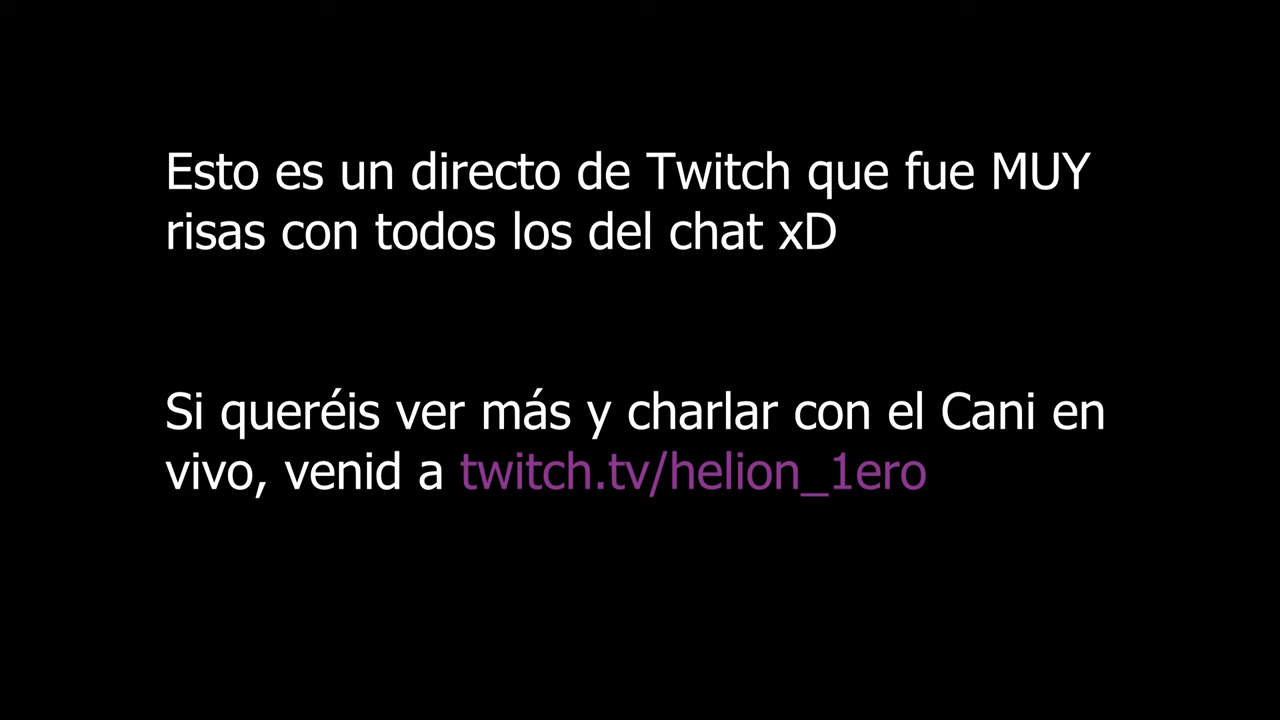 Esto es un directo de Twitch que fue MUY
risas con todos los del chat xD
Si queréis ver más y charlar con el Cani en
vivo, venid a twitch.tv/helion_1ero